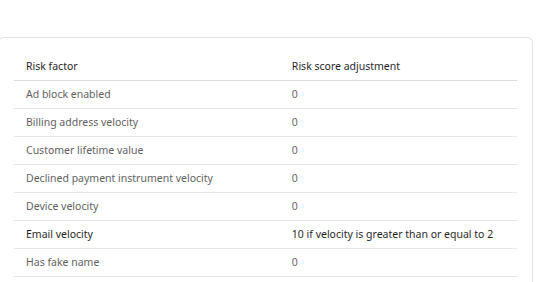 Risk factor Risk score adjustment
Ad block enabled 0
Billing address velocity 0
Customer lifetime value 0
Declined payment instrument velocity 0
Device velocity 0
Email velocity 10 if velocity is greater than or equal to 2
Has fake name 0